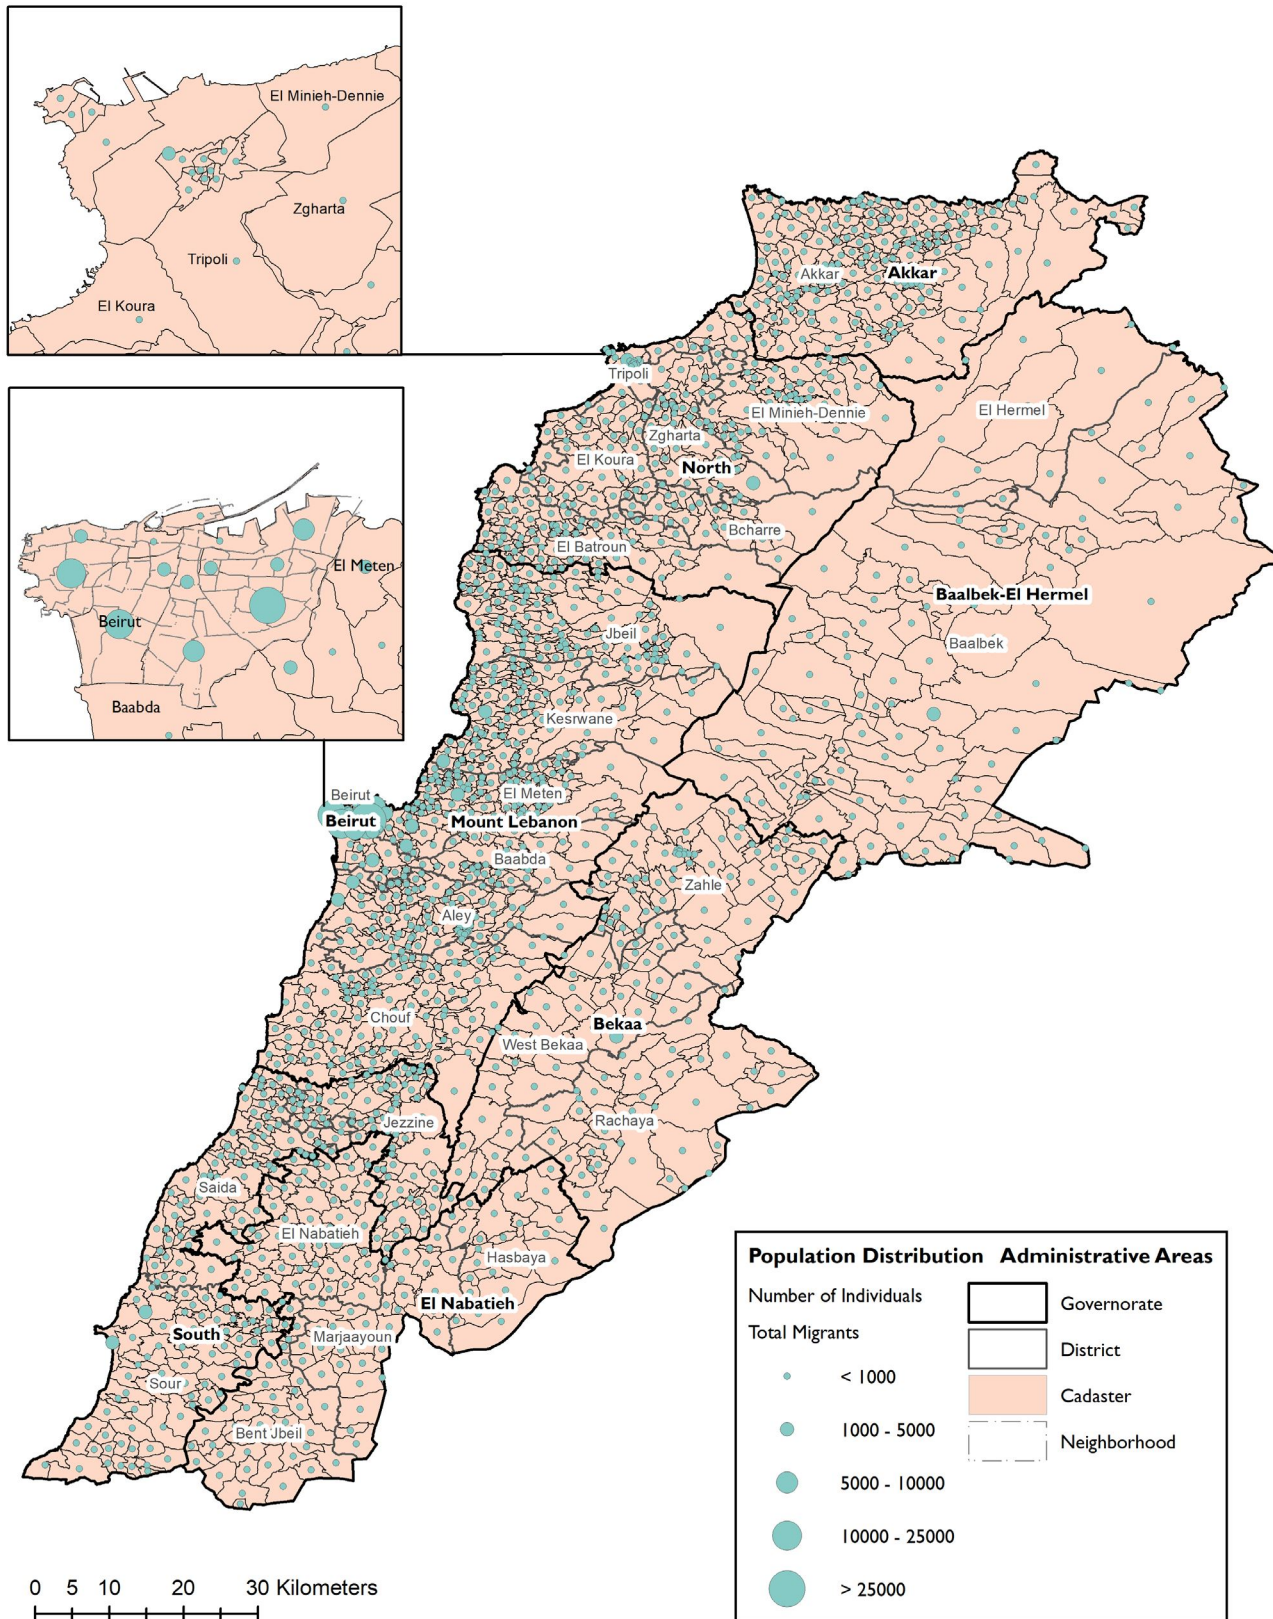 El Minieh-Dennie
Zgharta
Tripoli
El Koura
El Meten
Beirut
Baabda
Akkar
Akkar
Tripoli
El Minieh-Dennie
El Hermel
Zgharta
El Koura
North
Bcharre
El Batroun
Baalbek-El Hermel
Jbeil
Baalbek
Kesrwane
El Meten
Beirut
Beirut
Mount Lebanon
Baabda
Zahle
Aley
Chouf
Bekaa
West Bekaa
Jezzine
Rachaya
Saida
El Nabatieh
Hasbaya
El Nabatieh
South
Marjaayoun
Sour
Bent Jbeil
Population Distribution
Number of Individuals
Total Migrants
< 1000
1000 - 5000
5000 - 10000
10000 - 25000
> 25000
Administrative Areas
Governorate
District
Cadaster
Neighborhood
0 5 10 20 30 Kilometers